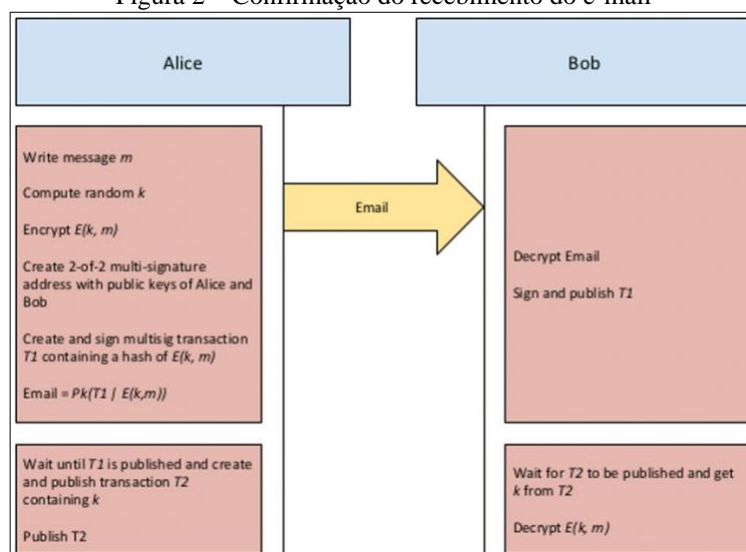 Figura 2 – Confirmação do recebimento do e-mail
Alice
Bob
Write message m
Compute random k
Encrypt E(k, m)
Create 2-of-2 multi-signature
address with public keys of Alice and
Bob
Create and sign multisig transaction
T1 containing a hash of E(k, m)
Email = Pk(T1 | E(k,m))
Email
Decrypt Email
Sign and publish T1
Wait until T1 is published and create
and publish transaction T2
containing k
Publish T2
Wait for T2 to be published and get
k from T2
Decrypt E(k, m)